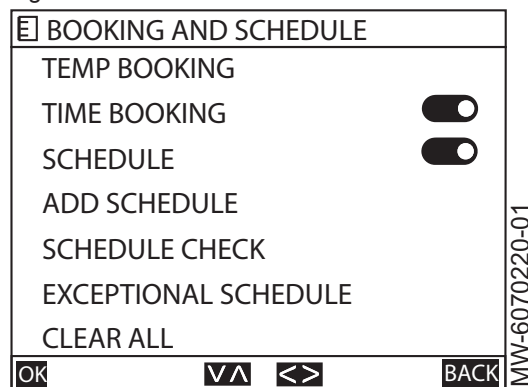 BOOKING AND SCHEDULE
TEMP BOOKING
TIME BOOKING
SCHEDULE
ADD SCHEDULE
SCHEDULE CHECK
EXCEPTIONAL SCHEDULE
CLEAR ALL
OK BACK
MW-6070220-01